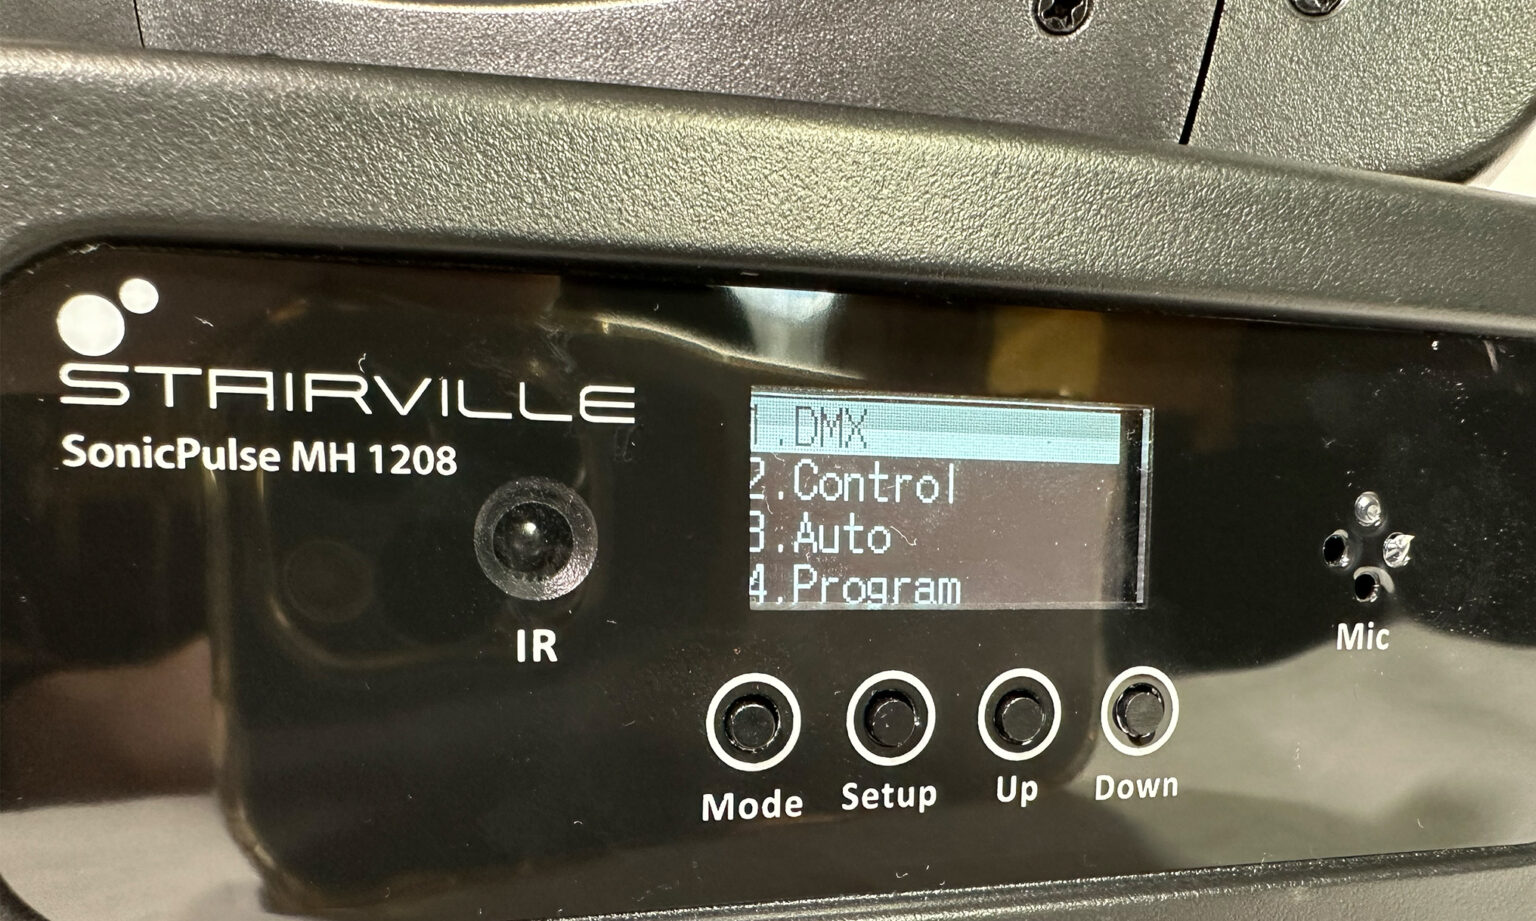 STAIRVILLE
SonicPulse MH 1208
1.DMX
2.Control
3.Auto
4.Program
IR
Mic
Mode Setup Up Down